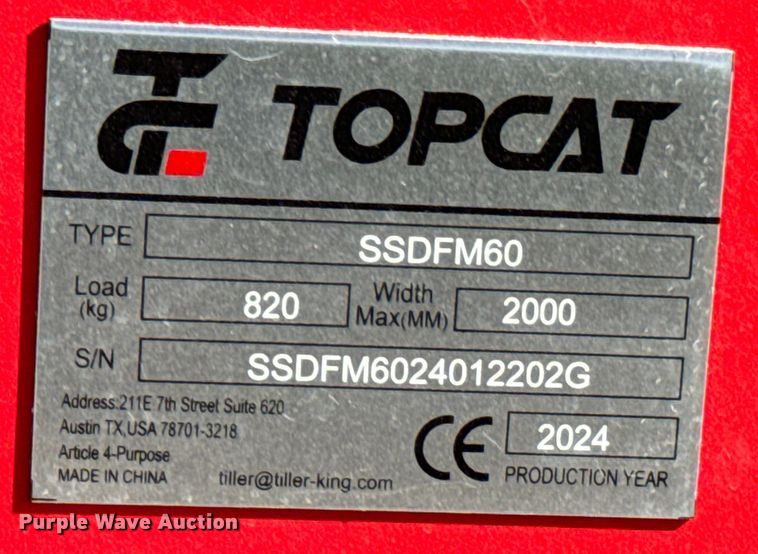 TOPCAT
TYPE SSDFM60
Load (kg) 820 Width Max(MM) 2000
S/N SSDFM6024012202G
Address:211E 7th Street Suite 620
Austin TX,USA 78701-3218
Article 4-Purpose
MADE IN CHINA tiller@tiller-king.com
CE 2024
PRODUCTION YEAR
Purple Wave Auction